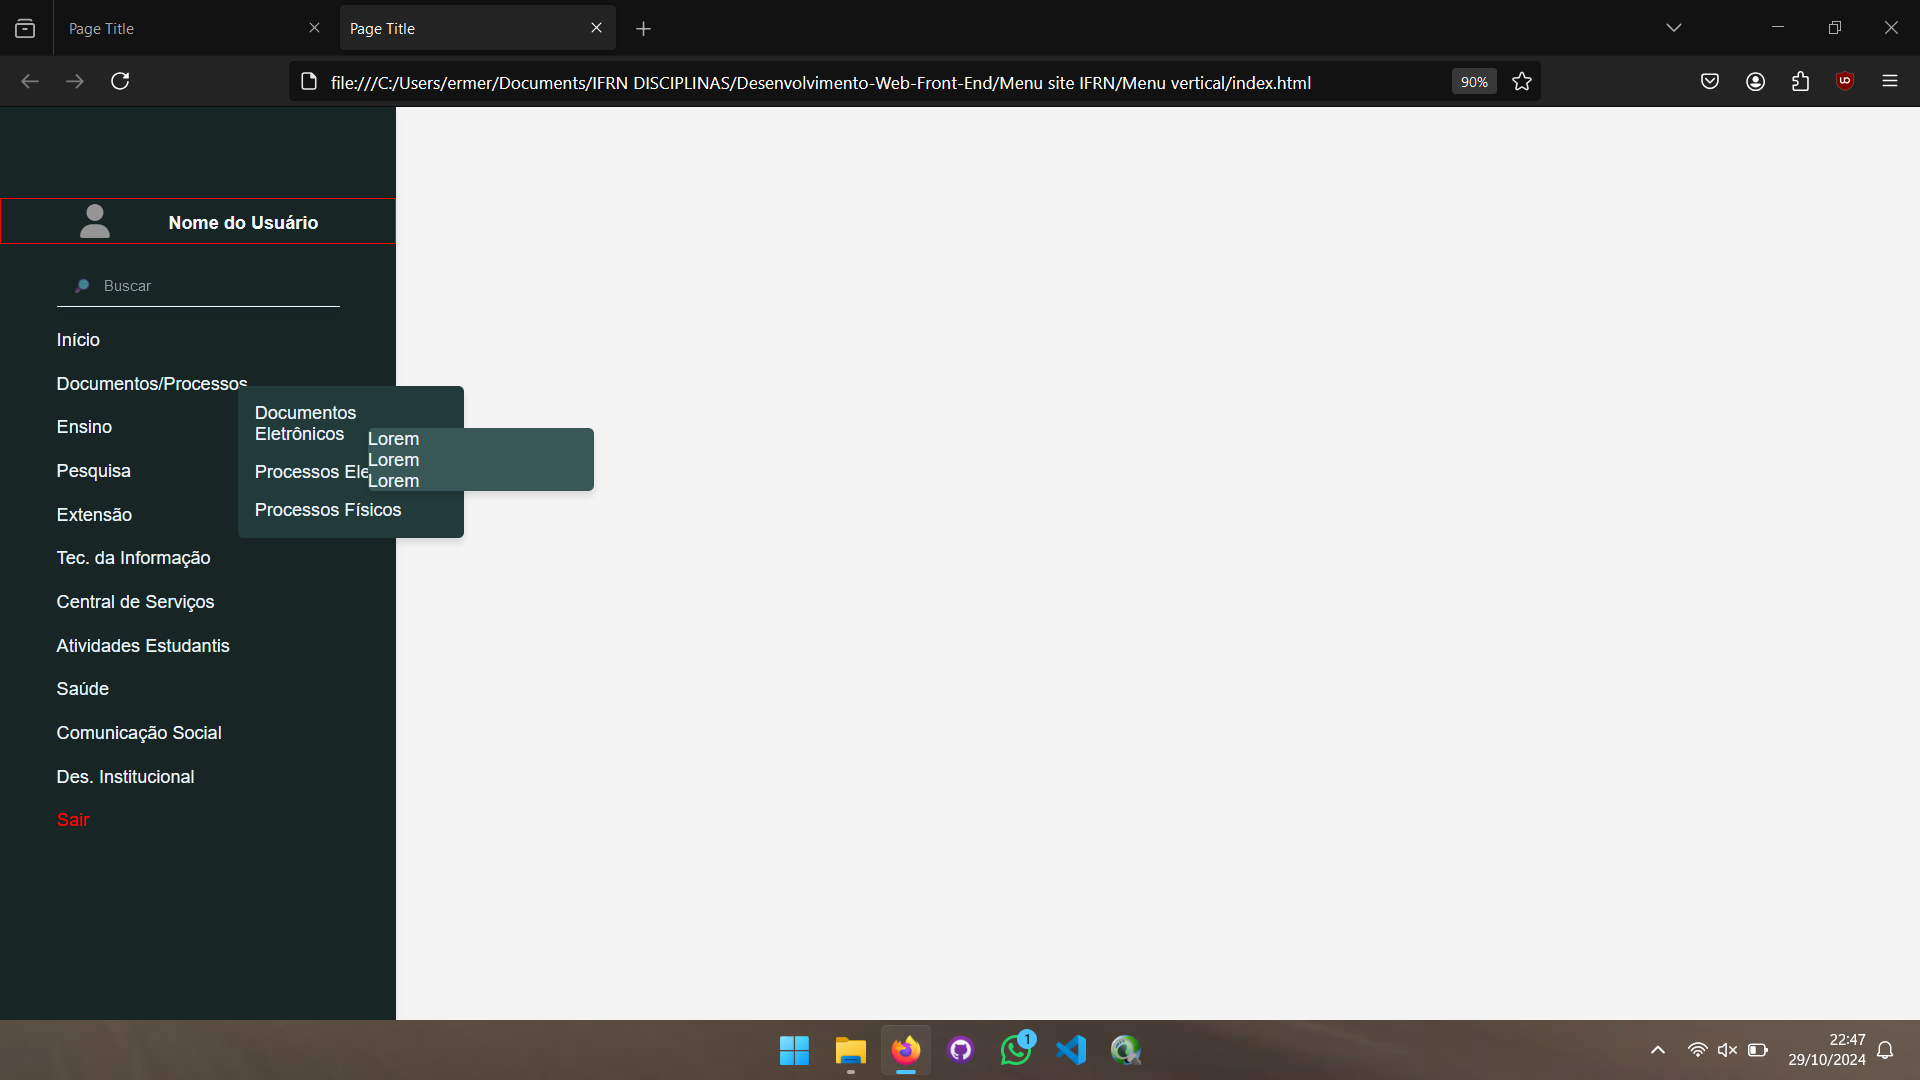 Page Title
Page Title
file:///C:/Users/ermer/Documents/IFRN DISCIPLINAS/Desenvolvimento-Web-Front-End/Menu site IFRN/Menu vertical/index.html
90%
Nome do Usuário
Buscar
Início
Documentos/Processos
Documentos
Eletrônicos
Ensino
Lorem
Lorem
Pesquisa
Processos Ele
Lorem
Extensão
Processos Físicos
Tec. da Informação
Central de Serviços
Atividades Estudantis
Saúde
Comunicação Social
Des. Institucional
Sair
1
22:47
29/10/2024